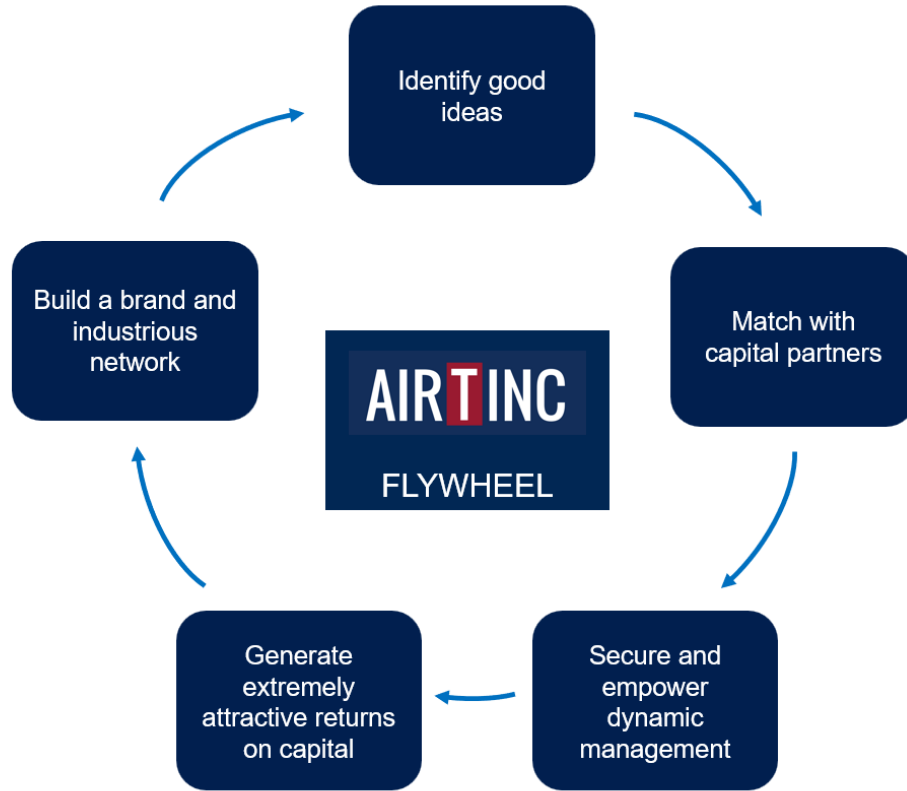 Identify good
ideas
Match with
capital partners
Secure and
empower
dynamic
management
Generate
extremely
attractive returns
on capital
Build a brand and
industrious
network
AIRTINC
FLYWHEEL